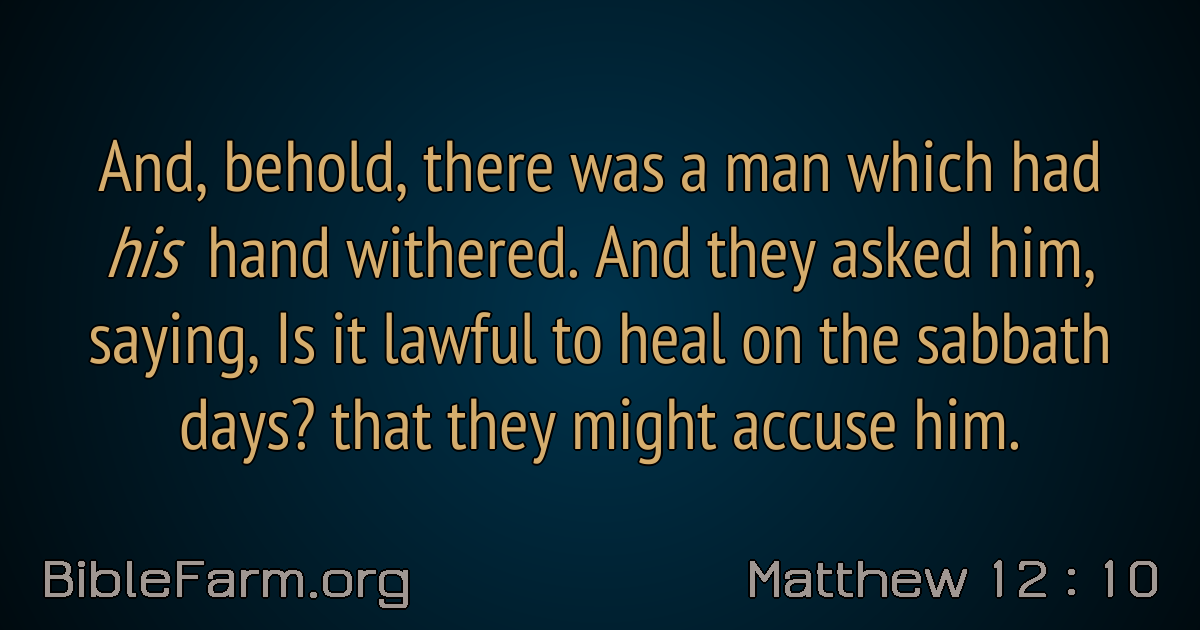 And, behold, there was a man which had
his hand withered. And they asked him,
saying, Is it lawful to heal on the sabbath
days? that they might accuse him.
BibleFarm.org
Matthew 12 : 10